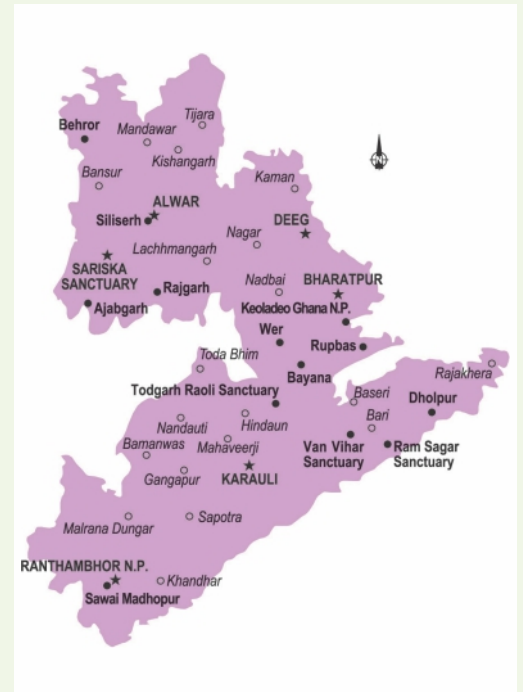 Tijara
Behror
Mandawar
Kishangarh
Bansur
Kaman
ALWAR
Siliserh
DEEG
Nagar
Lachhmangarh
SARISKA
SANCTUARY
Nadbai
BHARATPUR
Rajgarh
Ajabgarh
Keoladeo Ghana N.P.
Wer
Rupbas
Toda Bhim
Bayana
Rajakhera
Todgarh Raoli Sanctuary
Baseri
Dholpur
Nandauti
Hindaun
Bari
Bamanwas
Mahaveerji
Van Vihar
Sanctuary
Ram Sagar
Sanctuary
Gangapur
KARAULI
Malrana Dungar
Sapotra
RANTHAMBHOR N.P.
Khandhar
Sawai Madhopur
N